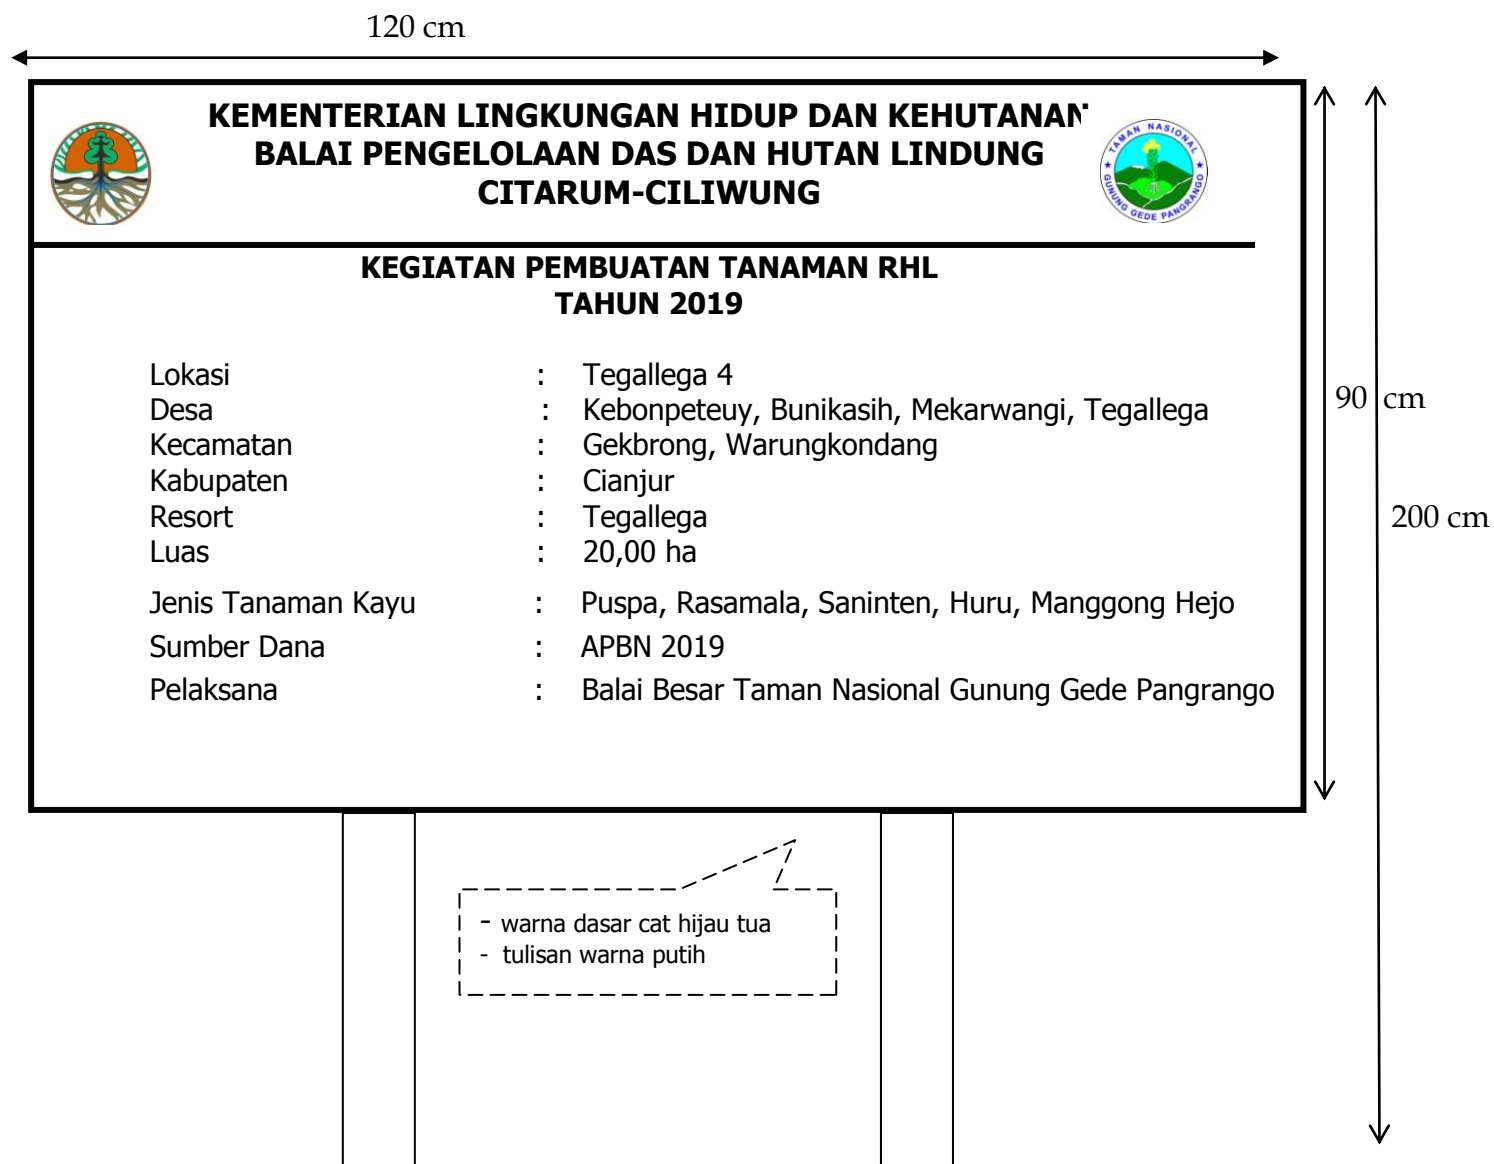 120 cm
KEMENTERIAN LINGKUNGAN HIDUP DAN KEHUTANAN
BALAI PENGELOLAAN DAS DAN HUTAN LINDUNG
CITARUM-CILIWUNG
TAMAN NASIONAL
GUNUNG GEDE PANGRANGO
KEGIATAN PEMBUATAN TANAMAN RHL
TAHUN 2019
Lokasi : Tegallega 4
Desa : Kebonpeteuy, Bunikasih, Mekarwangi, Tegallega
Kecamatan : Gekbrong, Warungkondang
Kabupaten : Cianjur
Resort : Tegallega
Luas : 20,00 ha
Jenis Tanaman Kayu : Puspa, Rasamala, Saninten, Huru, Manggong Hejo
Sumber Dana : APBN 2019
Pelaksana : Balai Besar Taman Nasional Gunung Gede Pangrango
90 cm
200 cm
- warna dasar cat hijau tua
- tulisan warna putih